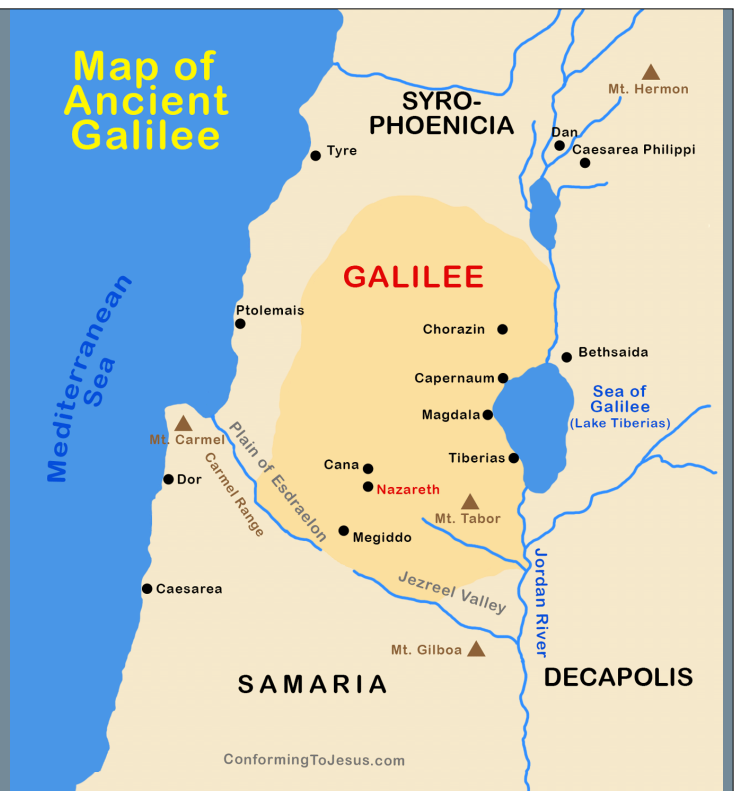 Map of
Ancient
Galilee
Mt. Hermon
SYRO-
PHOENICIA
Dan
Tyre
Caesarea Philippi
GALILEE
Mediterranean
Sea
Ptolemais
Chorazin
Bethsaida
Capernaum
Sea of
Galilee
(Lake Tiberias)
Magdala
Mt. Carmel
Plain of Esdraelon
Carmel Range
Tiberias
Cana
Nazareth
Dor
Mt. Tabor
Megiddo
Jordan River
Jezreel Valley
Caesarea
Mt. Gilboa
SAMARIA
DECAPOLIS
ConformingToJesus.com